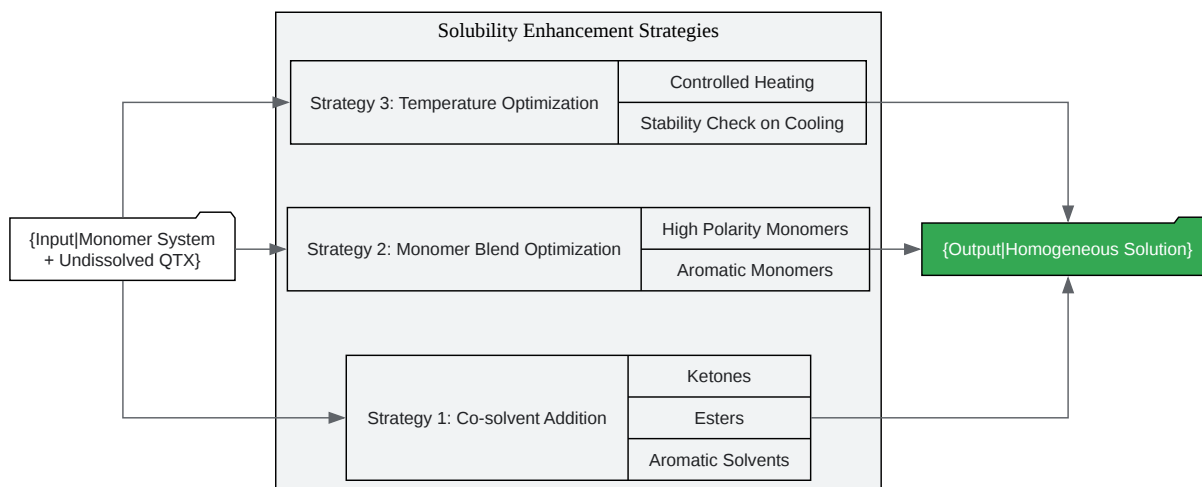 Solubility Enhancement Strategies
Strategy 3: Temperature Optimization
Controlled Heating
Stability Check on Cooling
{Input|Monomer System
+ Undissolved QTX}
Strategy 2: Monomer Blend Optimization
High Polarity Monomers
Aromatic Monomers
{Output|Homogeneous Solution}
Strategy 1: Co-solvent Addition
Ketones
Esters
Aromatic Solvents